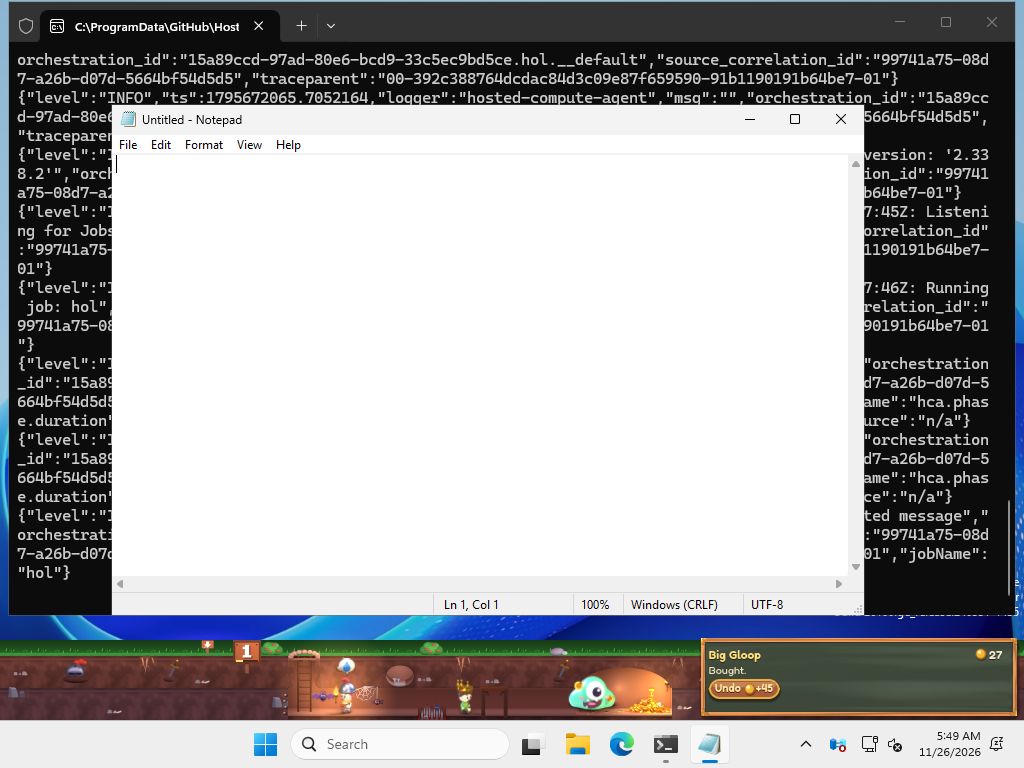 C:\ProgramData\GitHub\Host
orchestration_id":"15a89ccd-97ad-80e6-bcd9-33c5ec9bd5ce.hol.__default","source_correlation_id":"99741a75-08d
7-a26b-d07d-5664bf54d5d5","traceparent":"00-392c388764dcdac84d3c09e87f659590-91b1190191b64be7-01"}
{"level":"INFO","ts":1795672065.7052164,"logger":"hosted-compute-agent","msg":"","orchestration_id":"15a89cc
d-97ad-80e6 5664bf54d5d5",
"traceparen
{"level":" version: '2.33
8.2'","orch on_id":"99741
a75-08d7-a2 b64be7-01"}
{"level":" 7:45Z: Listeni
ng for Jobs orrelation_id"
:"99741a75- 1190191b64be7-
01"}
{"level":" 7:46Z: Running
job: hol", relation_id":"
99741a75-08 90191b64be7-01
"}
{"level":" "orchestration
_id":"15a89 d7-a26b-d07d-5
664bf54d5d5 ame":"hca.phas
e.duration" urce":"n/a"}
{"level":" "orchestration
_id":"15a89 d7-a26b-d07d-5
664bf54d5d5 ame":"hca.phas
e.duration" ce":"n/a"}
{"level":" ted message","
orchestrati :"99741a75-08d
7-a26b-d07d 01","jobName":
"hol"}
Untitled - Notepad
File Edit Format View Help
Ln 1, Col 1 100% Windows (CRLF) UTF-8
1
Big Gloop 27
Bought.
Undo +45
Search
5:49 AM
11/26/2026